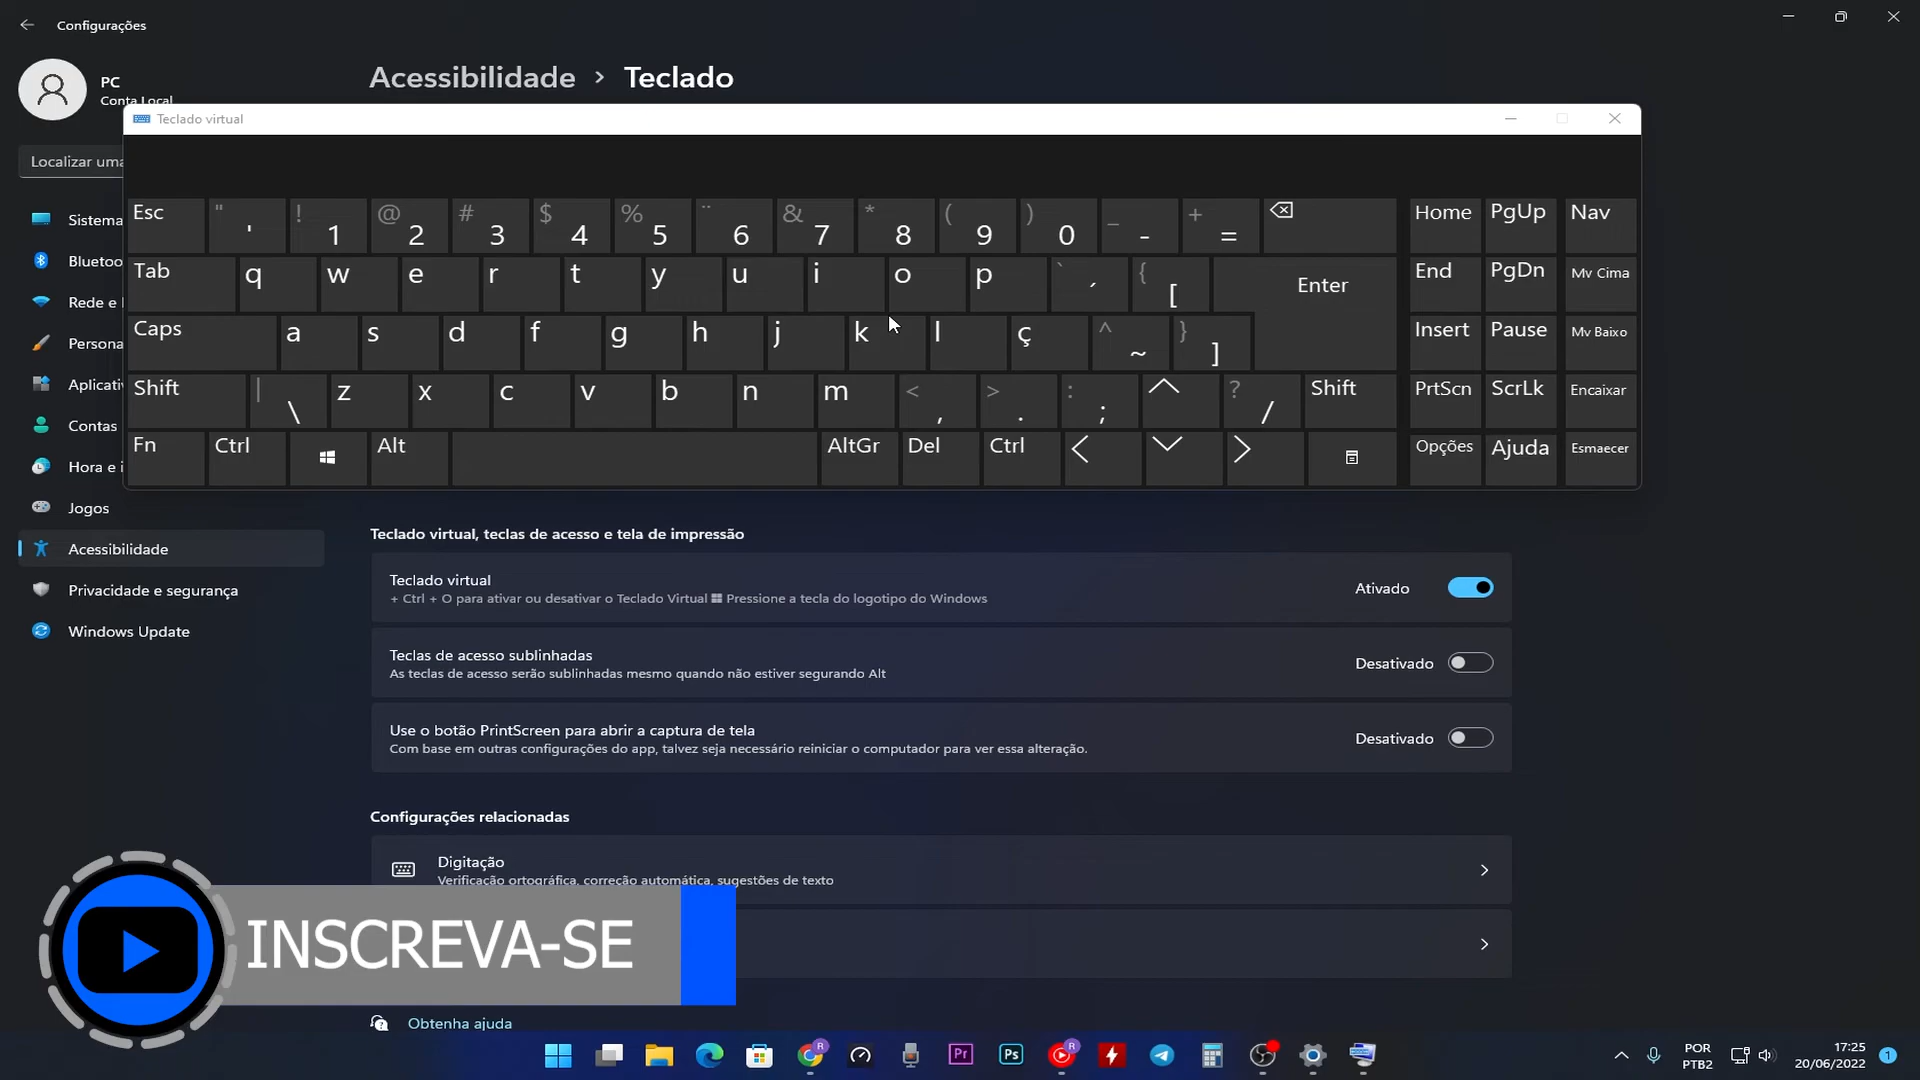 Configurações
PC
Conta Local
Acessibilidade > Teclado
Teclado virtual
Localizar uma
Esc " ' ! 1 @ 2 # 3 $ 4 % 5 ¨ 6 & 7 * 8 ( 9 ) 0 _ - + = Home PgUp Nav
Tab q w e r t y u i o p ` ´ { [ Enter End PgDn Mv Cima
Caps a s d f g h j k l ç ^ ~ } ] Insert Pause Mv Baixo
Shift | \ z x c v b n m < , > . : ; ? / Shift PrtScn ScrLk Encaixar
Fn Ctrl Alt AltGr Del Ctrl Opções Ajuda Esmaecer
Sistema
Bluetoo
Rede e
Persona
Aplicativ
Contas
Hora e i
Jogos
Acessibilidade
Privacidade e segurança
Windows Update
Teclado virtual, teclas de acesso e tela de impressão
Teclado virtual
+ Ctrl + O para ativar ou desativar o Teclado Virtual Pressione a tecla do logotipo do Windows
Ativado
Teclas de acesso sublinhadas
As teclas de acesso serão sublinhadas mesmo quando não estiver segurando Alt
Desativado
Use o botão PrintScreen para abrir a captura de tela
Com base em outras configurações do app, talvez seja necessário reiniciar o computador para ver essa alteração.
Desativado
Configurações relacionadas
Digitação
Verificação ortográfica, correção automática, sugestões de texto
INSCREVA-SE
Obtenha ajuda
R
Pr
Ps
R
POR
PTB2
17:25
20/06/2022
1